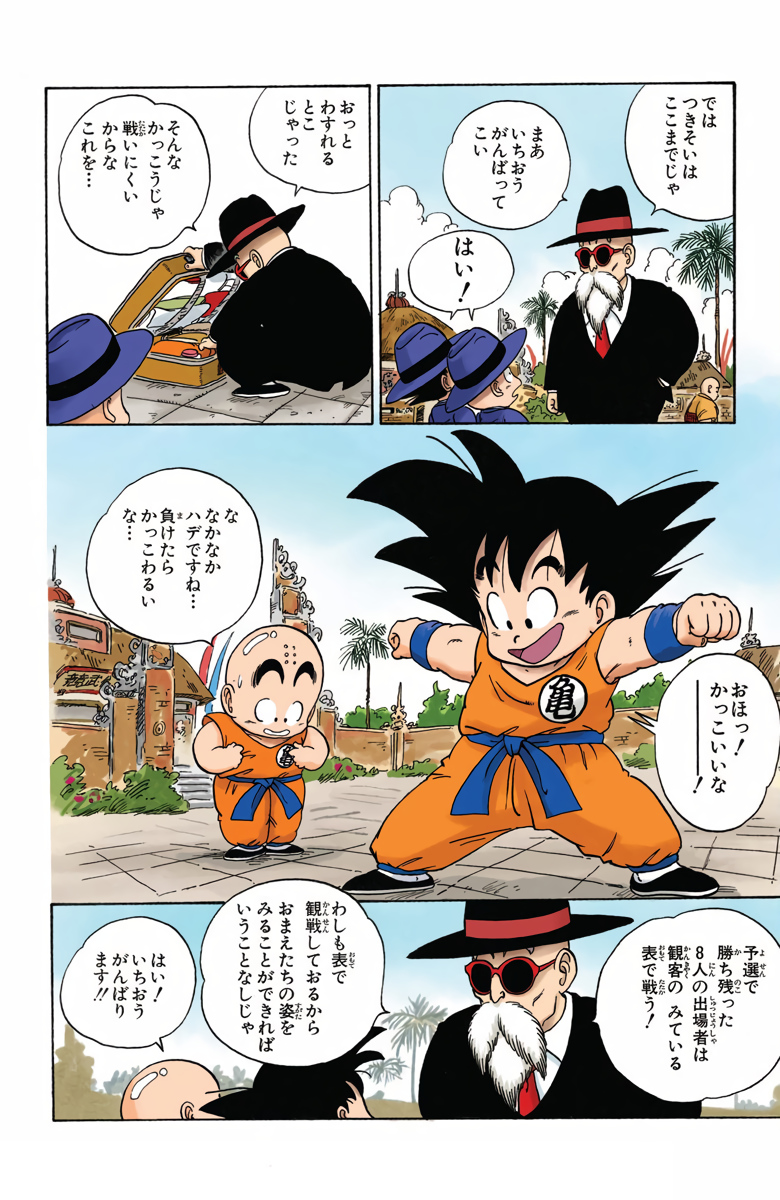 では
つきそいは
ここまでじゃ
まあ
いちおう
がんばって
こい
はい!
おっと
わすれる
とこ
じゃった
そんな
かっこうじゃ
戦いにくい
からな
これを…
な
なかなか
ハデですね…
負けたら
かっこわるい
な…
おほっ!
かっこいいな
――!
亀
亀
予選で
勝ち残った
8人の出場者は
観客の みている
表で戦う!
わしも表で
観戦しておるから
おまえたちの姿を
みることができれば
いうことなしじゃ
はい!
いちおう
がんばり
ます!!